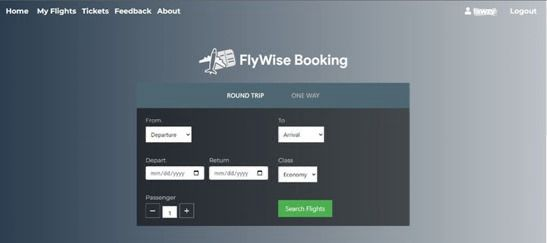 Home My Flights Tickets Feedback About Logout
FlyWise Booking
ROUND TRIP ONE WAY
From To
Departure Arrival
Depart Return Class
mm/dd/yyyy mm/dd/yyyy Economy
Passenger
− 1 +
Search Flights